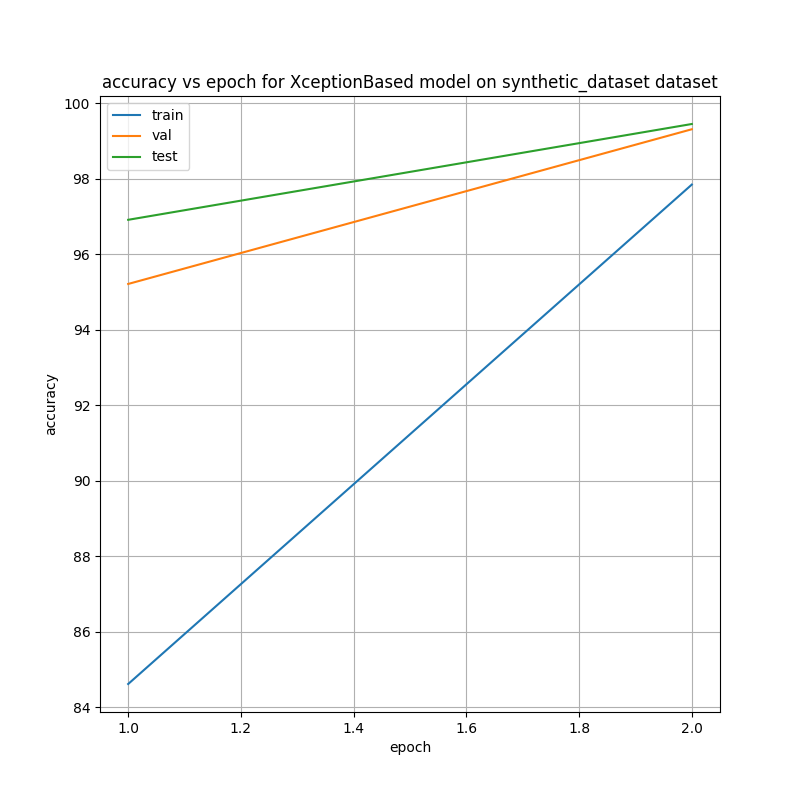 accuracy vs epoch for XceptionBased model on synthetic_dataset dataset
train
val
test
100
98
96
94
92
90
88
86
84
accuracy
1.0 1.2 1.4 1.6 1.8 2.0
epoch